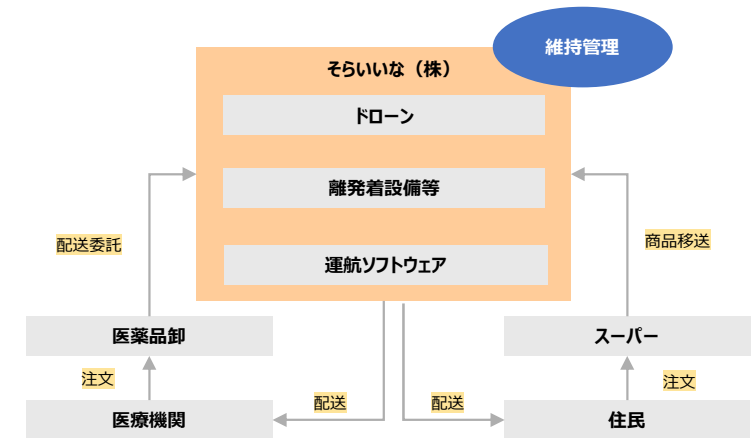 維持管理
そらいいな（株）
ドローン
離発着設備等
運航ソフトウェア
配送委託
商品移送
医薬品卸
スーパー
注文
注文
配送
配送
医療機関
住民